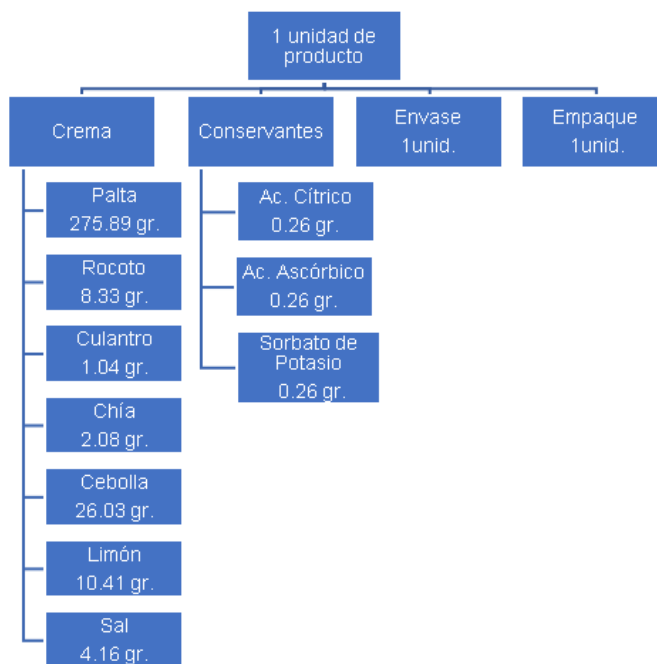 1 unidad de
producto
Crema
Conservantes
Envase
1unid.
Empaque
1unid.
Palta
275.89 gr.
Rocoto
8.33 gr.
Culantro
1.04 gr.
Chía
2.08 gr.
Cebolla
26.03 gr.
Limón
10.41 gr.
Sal
4.16 gr.
Ac. Cítrico
0.26 gr.
Ac. Ascórbico
0.26 gr.
Sorbato de
Potasio
0.26 gr.